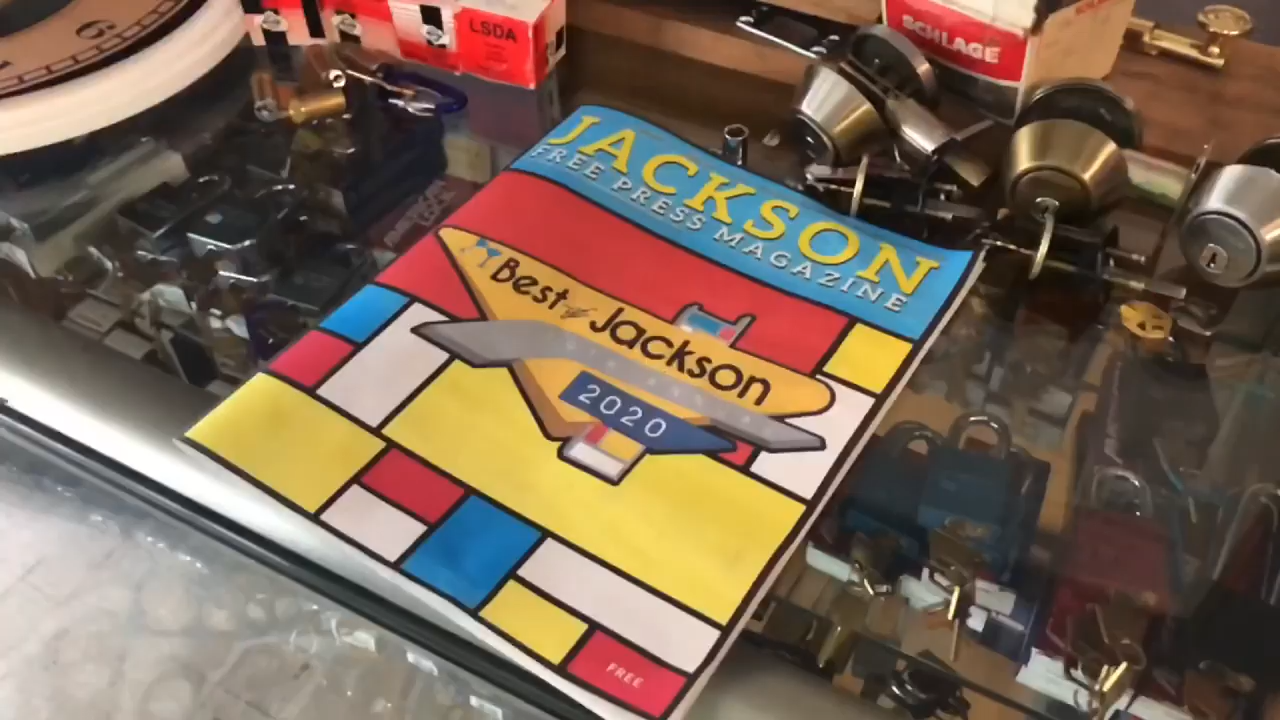 LSDA
SCHLAGE
JACKSON
FREE PRESS MAGAZINE
Best of Jackson
2020
FREE